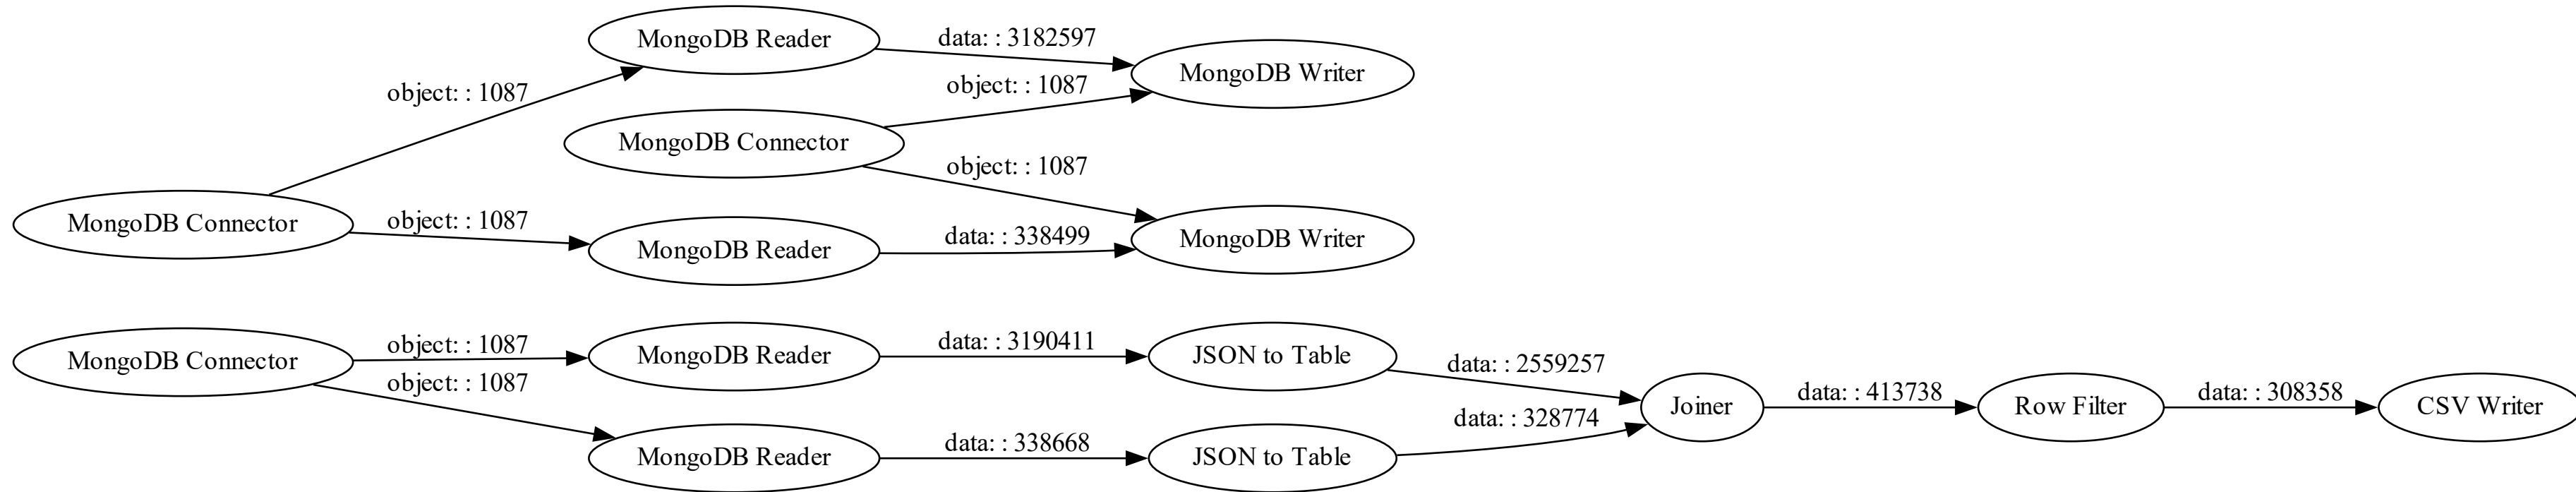 MongoDB Reader
data: : 3182597
MongoDB Writer
object: : 1087
object: : 1087
MongoDB Connector
object: : 1087
MongoDB Connector
object: : 1087
MongoDB Reader
data: : 338499
MongoDB Writer
MongoDB Connector
object: : 1087
object: : 1087
MongoDB Reader
data: : 3190411
JSON to Table
data: : 2559257
MongoDB Reader
data: : 338668
JSON to Table
data: : 328774
Joiner
data: : 413738
Row Filter
data: : 308358
CSV Writer